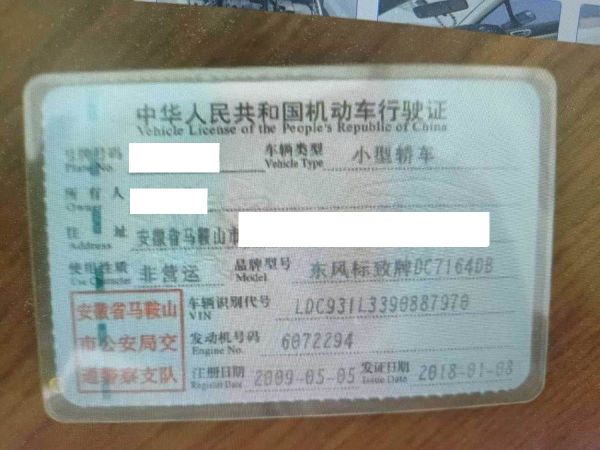 中华人民共和国机动车行驶证
Vehicle License of the People's Republic of China
号牌号码 车辆类型 小型轿车
Plate No. Vehicle Type
所有人
Owner
住址 安徽省马鞍山市
Address
使用性质 非营运 品牌型号 东风标致牌DC7164DB
Use Character Model
安徽省马鞍山 车辆识别代号 LDC931L3390887970
VIN
市公安局交 发动机号码 6072294
Engine No.
通警察支队 注册日期 2009-05-05 发证日期 2018-01-08
Register Date Issue Date